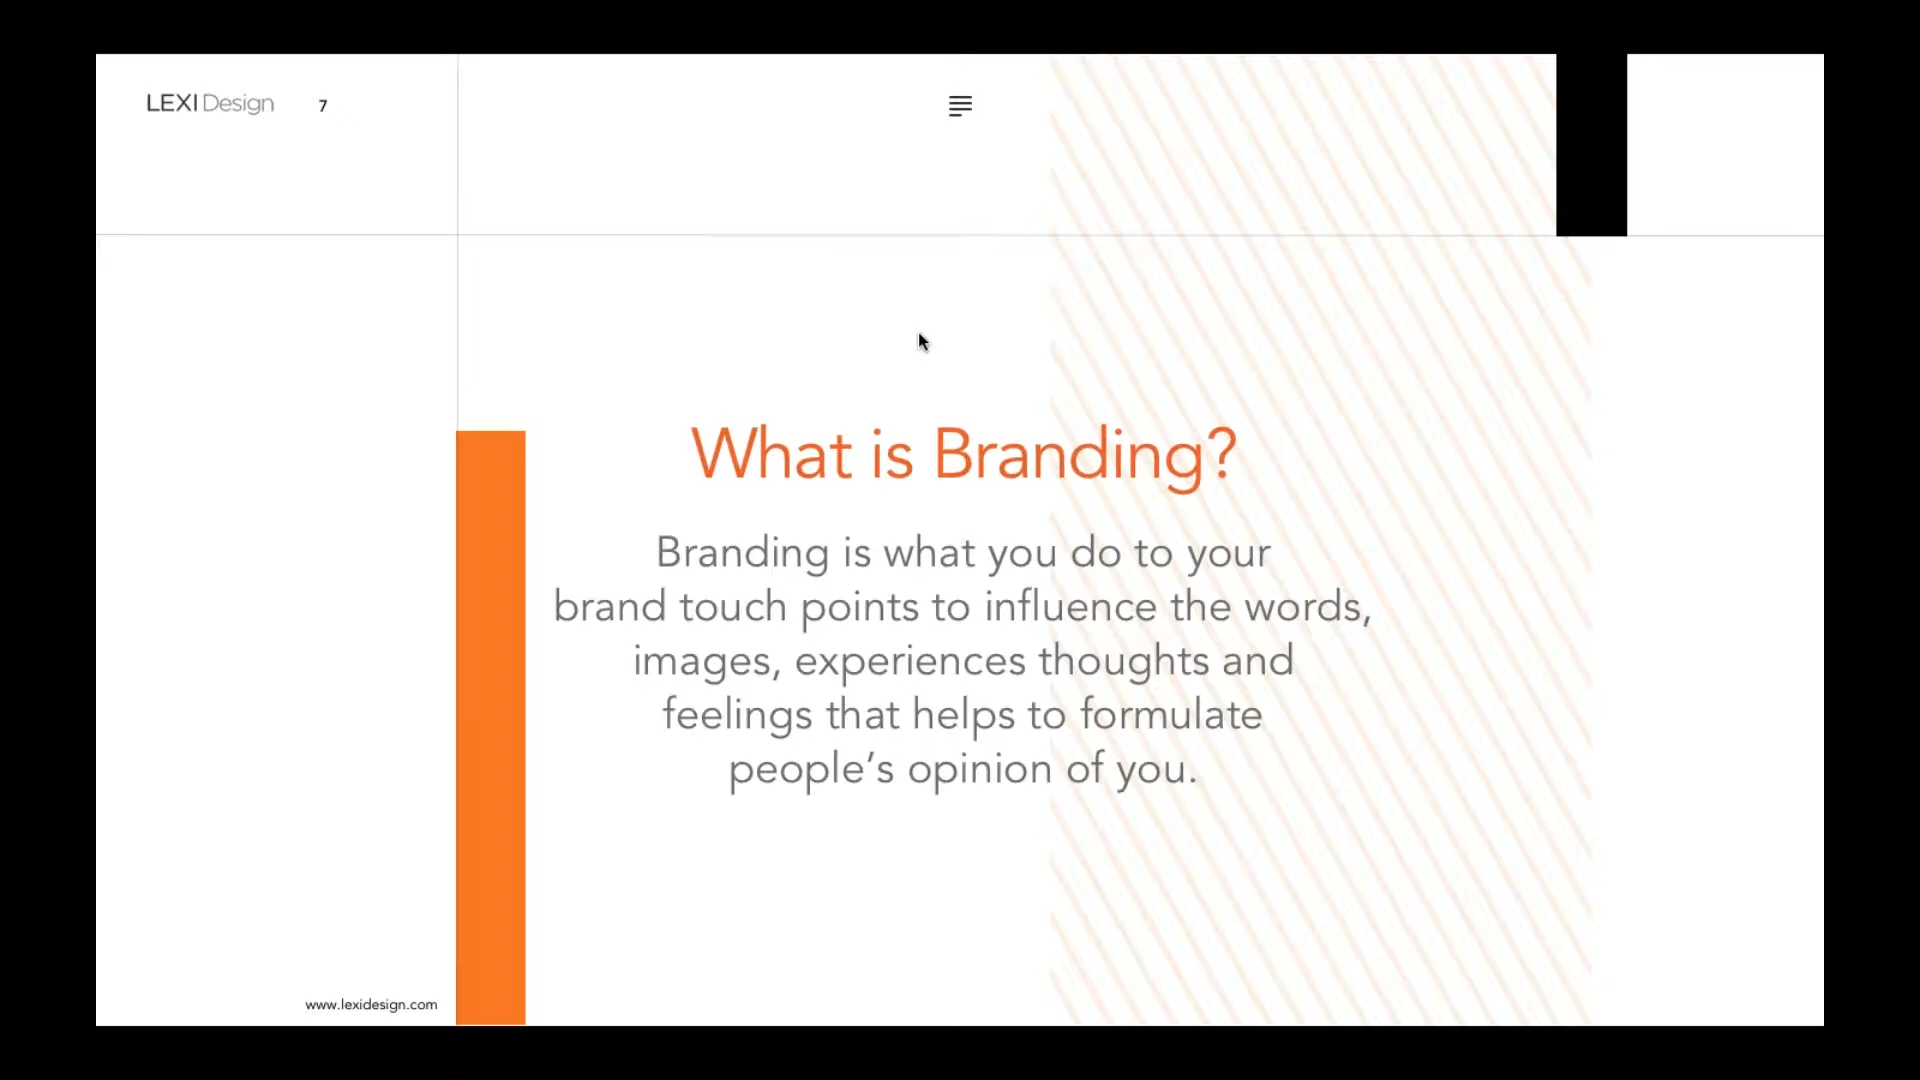 LEXI Design 7
What is Branding?
Branding is what you do to your
brand touch points to influence the words,
images, experiences thoughts and
feelings that helps to formulate
people’s opinion of you.
www.lexidesign.com